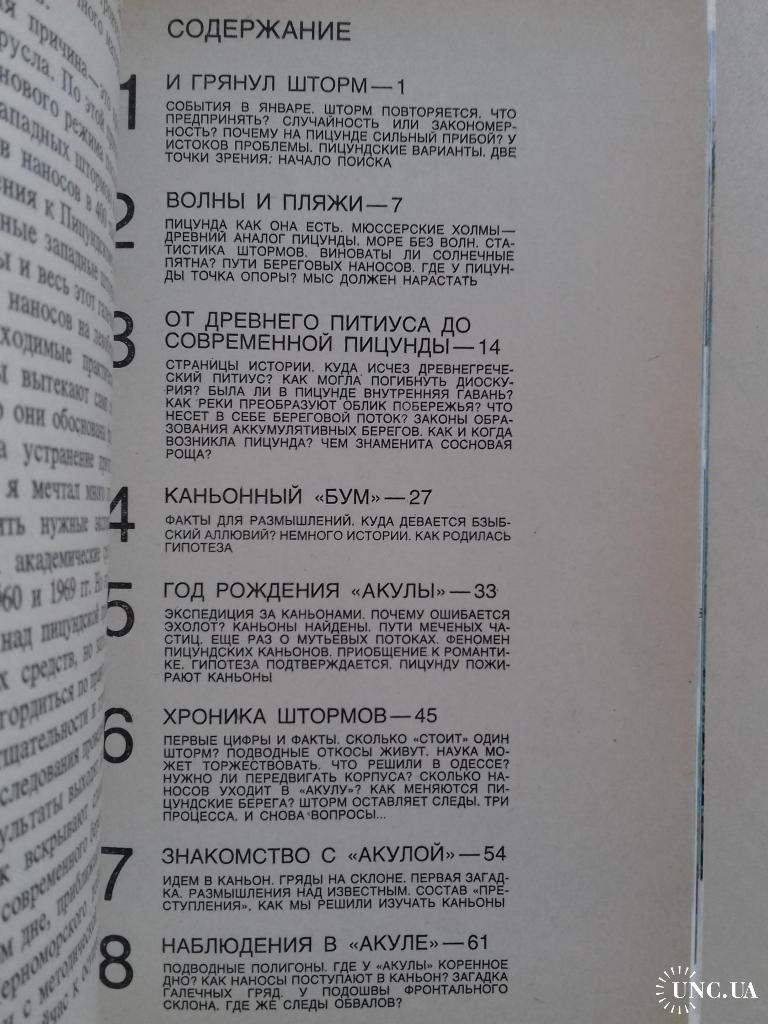 СОДЕРЖАНИЕ
1
И ГРЯНУЛ ШТОРМ—1
СОБЫТИЯ В ЯНВАРЕ. ШТОРМ ПОВТОРЯЕТСЯ. ЧТО
ПРЕДПРИНЯТЬ? СЛУЧАЙНОСТЬ ИЛИ ЗАКОНОМЕР-
НОСТЬ? ПОЧЕМУ НА ПИЦУНДЕ СИЛЬНЫЙ ПРИБОЙ? У
ИСТОКОВ ПРОБЛЕМЫ. ПИЦУНДСКИЕ ВАРИАНТЫ. ДВЕ
ТОЧКИ ЗРЕНИЯ; НАЧАЛО ПОИСКА
2
ВОЛНЫ И ПЛЯЖИ—7
ПИЦУНДА КАК ОНА ЕСТЬ. МЮССЕРСКИЕ ХОЛМЫ—
ДРЕВНИЙ АНАЛОГ ПИЦУНДЫ. МОРЕ БЕЗ ВОЛН. СТА-
ТИСТИКА ШТОРМОВ. ВИНОВАТЫ ЛИ СОЛНЕЧНЫЕ
ПЯТНА? ПУТИ БЕРЕГОВЫХ НАНОСОВ. ГДЕ У ПИЦУН-
ДЫ ТОЧКА ОПОРЫ? МЫС ДОЛЖЕН НАРАСТАТЬ
3
ОТ ДРЕВНЕГО ПИТИУСА ДО
СОВРЕМЕННОЙ ПИЦУНДЫ—14
СТРАНИЦЫ ИСТОРИИ. КУДА ИСЧЕЗ ДРЕВНЕГРЕЧЕ-
СКИЙ ПИТИУС? КАК МОГЛА ПОГИБНУТЬ ДИОСКУ-
РИЯ? БЫЛА ЛИ В ПИЦУНДЕ ВНУТРЕННЯЯ ГАВАНЬ?
КАК РЕКИ ПРЕОБРАЗУЮТ ОБЛИК ПОБЕРЕЖЬЯ? ЧТО
НЕСЕТ В СЕБЕ БЕРЕГОВОЙ ПОТОК? ЗАКОНЫ ОБРА-
ЗОВАНИЯ АККУМУЛЯТИВНЫХ БЕРЕГОВ. КАК И КОГДА
ВОЗНИКЛА ПИЦУНДА? ЧЕМ ЗНАМЕНИТА СОСНОВАЯ
РОЩА?
4
КАНЬОННЫЙ «БУМ»—27
ФАКТЫ ДЛЯ РАЗМЫШЛЕНИЙ. КУДА ДЕВАЕТСЯ БЗЫБ-
СКИЙ АЛЛЮВИЙ? НЕМНОГО ИСТОРИИ. КАК РОДИЛАСЬ
ГИПОТЕЗА
5
ГОД РОЖДЕНИЯ «АКУЛЫ»—33
ЭКСПЕДИЦИЯ ЗА КАНЬОНАМИ. ПОЧЕМУ ОШИБАЕТСЯ
ЭХОЛОТ? КАНЬОНЫ НАЙДЕНЫ. ПУТИ МЕЧЕНЫХ ЧА-
СТИЦ. ЕЩЕ РАЗ О МУТЬЕВЫХ ПОТОКАХ. ФЕНОМЕН
ПИЦУНДСКИХ КАНЬОНОВ. ПРИОБЩЕНИЕ К РОМАНТИ-
КЕ. ГИПОТЕЗА ПОДТВЕРЖДАЕТСЯ. ПИЦУНДУ ПОЖИ-
РАЮТ КАНЬОНЫ
6
ХРОНИКА ШТОРМОВ—45
ПЕРВЫЕ ЦИФРЫ И ФАКТЫ. СКОЛЬКО «СТОИТ» ОДИН
ШТОРМ? ПОДВОДНЫЕ ОТКОСЫ ЖИВУТ. НАУКА МО-
ЖЕТ ТОРЖЕСТВОВАТЬ. ЧТО РЕШИЛИ В ОДЕССЕ?
НУЖНО ЛИ ПЕРЕДВИГАТЬ КОРПУСА? СКОЛЬКО НА-
НОСОВ УХОДИТ В «АКУЛУ»? КАК МЕНЯЮТСЯ ПИ-
ЦУНДСКИЕ БЕРЕГА? ШТОРМ ОСТАВЛЯЕТ СЛЕДЫ. ТРИ
ПРОЦЕССА. И СНОВА ВОПРОСЫ...
7
ЗНАКОМСТВО С «АКУЛОЙ»—54
ИДЕМ В КАНЬОН. ГРЯДЫ НА СКЛОНЕ. ПЕРВАЯ ЗАГАД-
КА. РАЗМЫШЛЕНИЯ НАД ИЗВЕСТНЫМ. СОСТАВ «ПРЕ-
СТУПЛЕНИЯ». КАК МЫ РЕШИЛИ ИЗУЧАТЬ КАНЬОНЫ
8
НАБЛЮДЕНИЯ В «АКУЛЕ»—61
ПОДВОДНЫЕ ПОЛИГОНЫ. ГДЕ У «АКУЛЫ» КОРЕННОЕ
ДНО? КАК НАНОСЫ ПОСТУПАЮТ В КАНЬОН? ЗАГАДКА
ГАЛЕЧНЫХ ГРЯД. У ПОДОШВЫ ФРОНТАЛЬНОГО
СКЛОНА. ГДЕ ЖЕ СЛЕДЫ ОБВАЛОВ?
UNC.UA